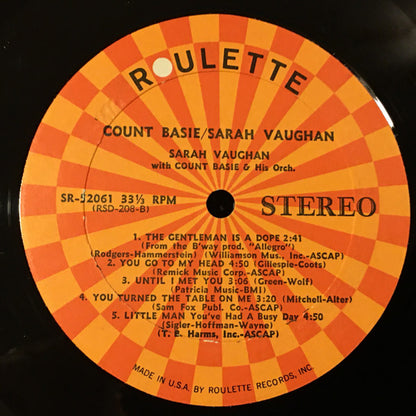 ROULETTE
COUNT BASIE/SARAH VAUGHAN
SARAH VAUGHAN
with COUNT BASIE & His Orch.
SR-52061 33⅓ RPM
(RSD-208-B)
STEREO
1. THE GENTLEMAN IS A DOPE 2:41
(From the B'way prod. "Allegro")
(Rodgers-Hammerstein) (Williamson Mus., Inc-ASCAP)
2. YOU GO TO MY HEAD 4:50 (Gillespie-Coots)
(Remick Music Corp.-ASCAP)
3. UNTIL I MET YOU 3:06 (Green-Wolf)
(Patricia Music-BMI)
4. YOU TURNED THE TABLE ON ME 3:20 (Mitchell-Alter)
(Sam Fox Publ. Co-ASCAP)
5. LITTLE MAN You've Had A Busy Day 4:50
(Sigler-Hoffman-Wayne)
(T. B. Harms, Inc-ASCAP)
MADE IN U.S.A. BY ROULETTE RECORDS, INC.